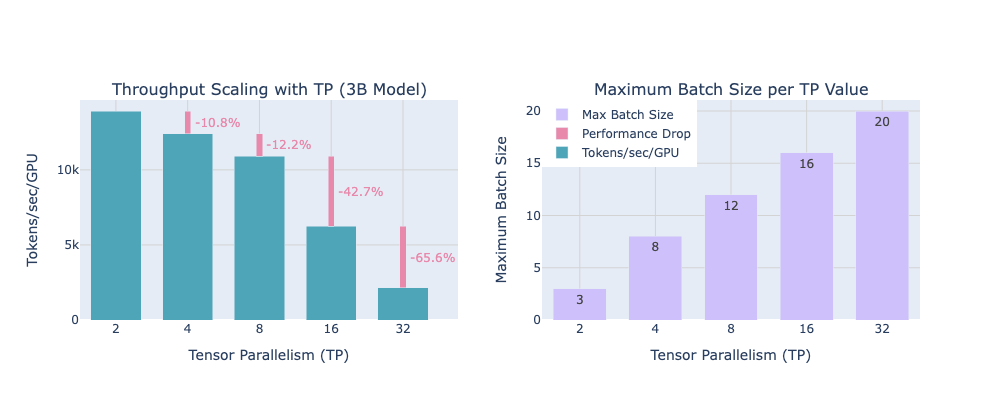 Throughput Scaling with TP (3B Model)
Tokens/sec/GPU
10k
5k
0
-10.8%
-12.2%
-42.7%
-65.6%
2 4 8 16 32
Tensor Parallelism (TP)
Maximum Batch Size per TP Value
Maximum Batch Size
20
15
10
5
0
Max Batch Size
Performance Drop
Tokens/sec/GPU
3
8
12
16
20
2 4 8 16 32
Tensor Parallelism (TP)